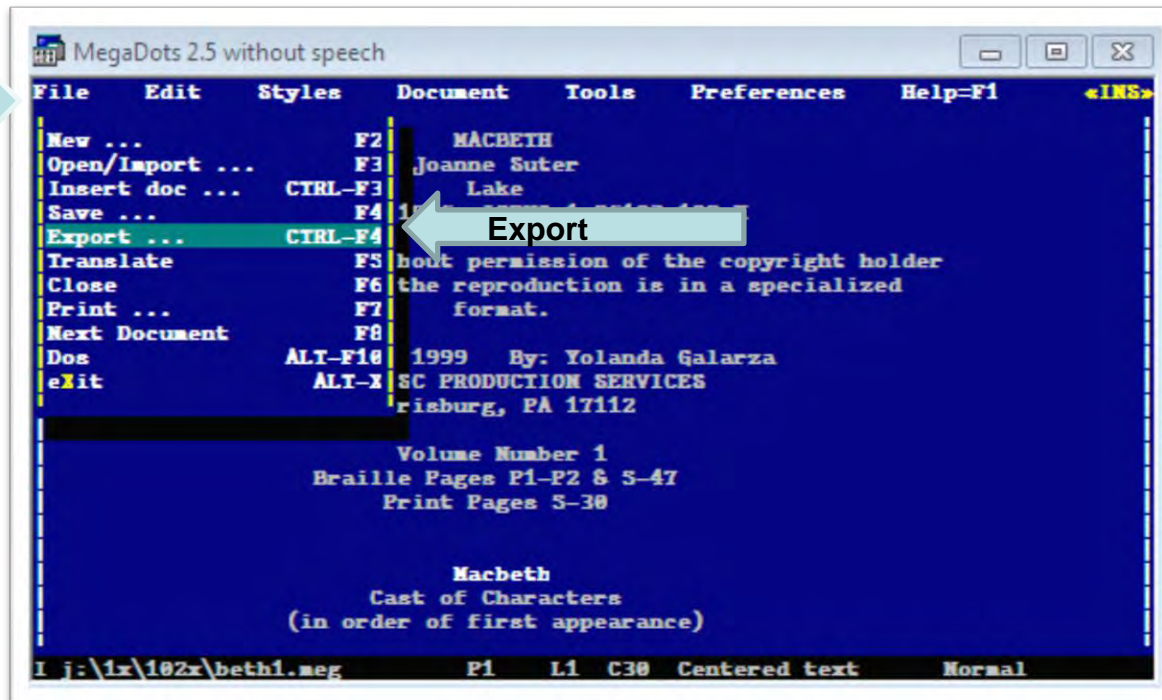 MegaDots 2.5 without speech
File Edit Styles Document Tools Preferences Help=F1 «INS»
New ... F2 MACBETH
Open/Import ... F3 Joanne Suter
Insert doc ... CTRL-F3 Lake
Save ... F4
Export ... CTRL-F4 Export
Translate F5 bout permission of the copyright holder
Close F6 the reproduction is in a specialized
Print ... F7 format.
Next Document F8
Dos ALT-F10 1999 By: Yolanda Galarza
eXit ALT-X SC PRODUCTION SERVICES
risburg, PA 17112
Volume Number 1
Braille Pages P1-P2 & 5-47
Print Pages 5-30
Macbeth
Cast of Characters
(in order of first appearance)
I j:\1x\102x\beth1.meg P1 L1 C30 Centered text Normal